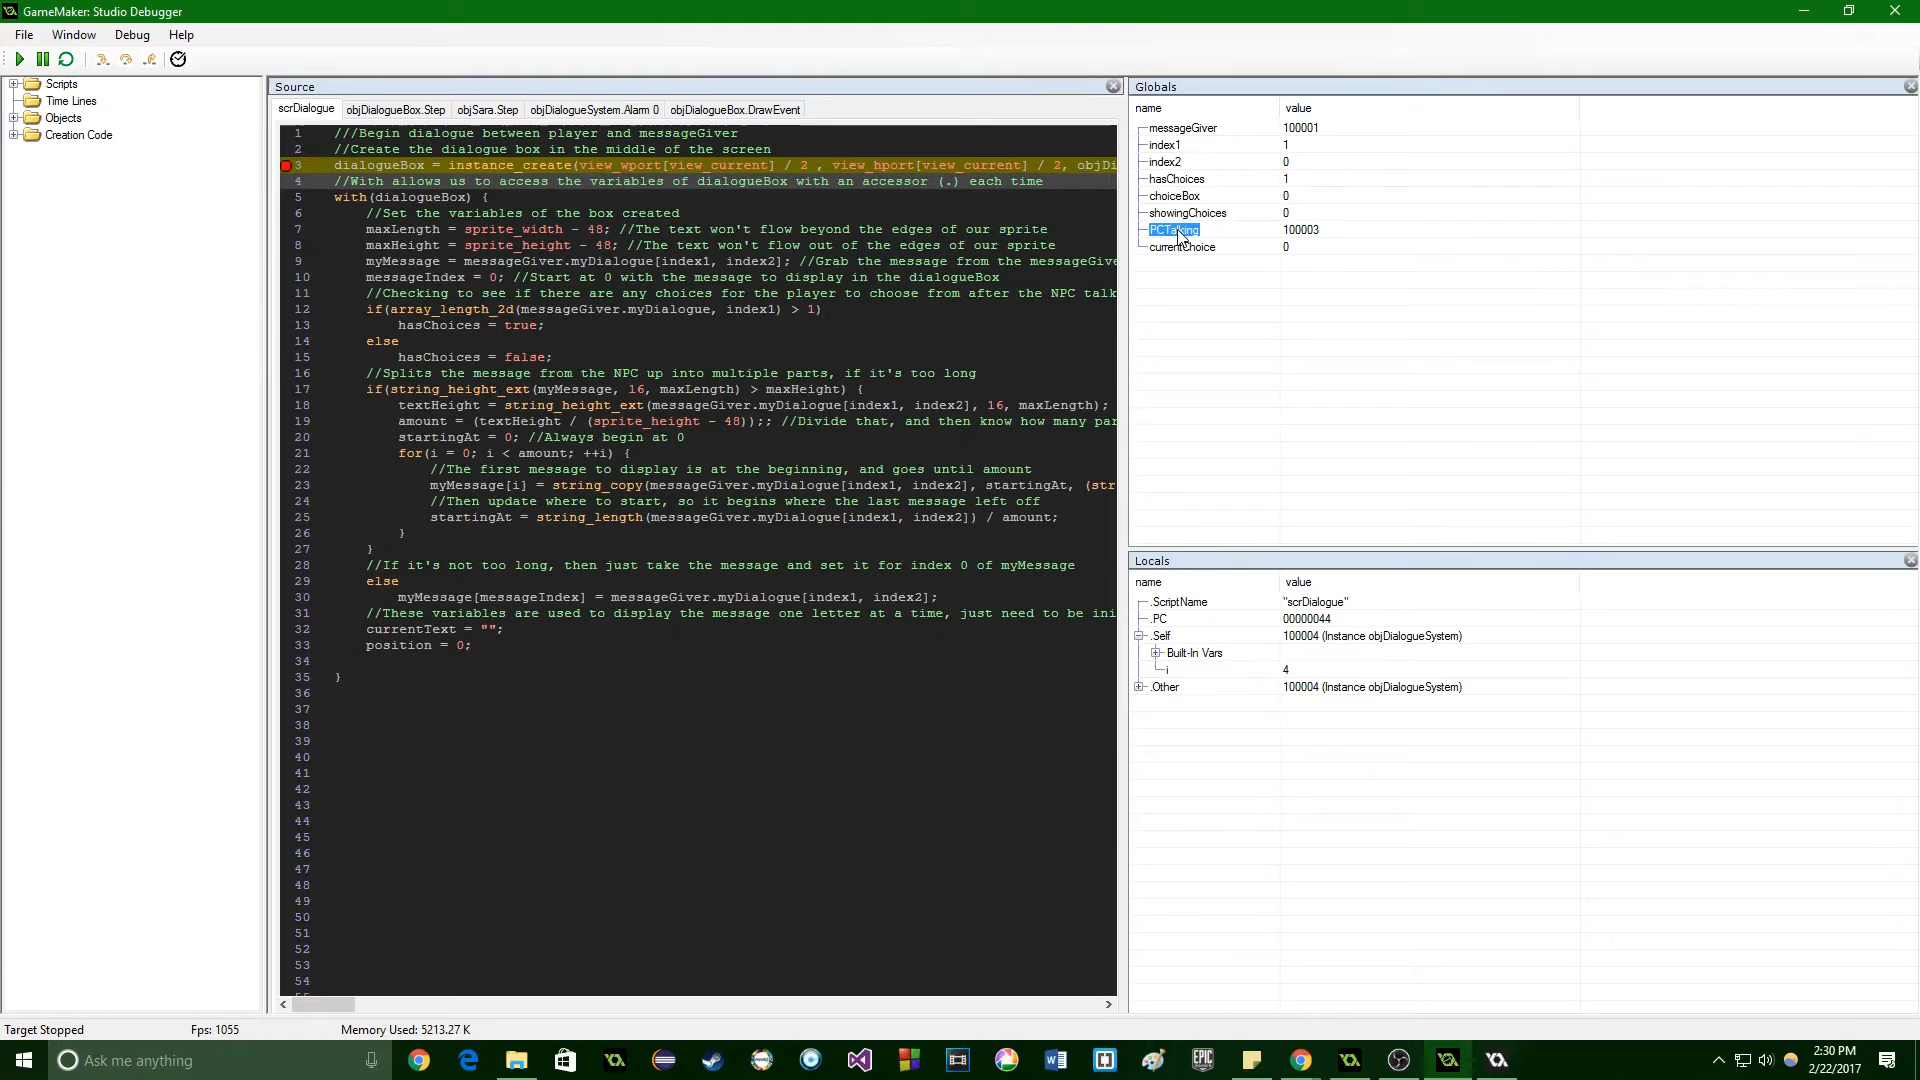 GameMaker: Studio Debugger
File Window Debug Help
Scripts
Time Lines
Objects
Creation Code
Source
scrDialogue objDialogueBox.Step objSara.Step objDialogueSystem.Alarm 0 objDialogueBox.DrawEvent
1 ///Begin dialogue between player and messageGiver
2 //Create the dialogue box in the middle of the screen
3 dialogueBox = instance_create(view_wport[view_current] / 2 , view_hport[view_current] / 2, objDi
4 //With allows us to access the variables of dialogueBox with an accessor (.) each time
5 with(dialogueBox) {
6 //Set the variables of the box created
7 maxLength = sprite_width - 48; //The text won't flow beyond the edges of our sprite
8 maxHeight = sprite_height - 48; //The text won't flow out of the edges of our sprite
9 myMessage = messageGiver.myDialogue[index1, index2]; //Grab the message from the messageGive
10 messageIndex = 0; //Start at 0 with the message to display in the dialogueBox
11 //Checking to see if there are any choices for the player to choose from after the NPC talk
12 if(array_length_2d(messageGiver.myDialogue, index1) > 1)
13 hasChoices = true;
14 else
15 hasChoices = false;
16 //Splits the message from the NPC up into multiple parts, if it's too long
17 if(string_height_ext(myMessage, 16, maxLength) > maxHeight) {
18 textHeight = string_height_ext(messageGiver.myDialogue[index1, index2], 16, maxLength);
19 amount = (textHeight / (sprite_height - 48));; //Divide that, and then know how many par
20 startingAt = 0; //Always begin at 0
21 for(i = 0; i < amount; ++i) {
22 //The first message to display is at the beginning, and goes until amount
23 myMessage[i] = string_copy(messageGiver.myDialogue[index1, index2], startingAt, (str
24 //Then update where to start, so it begins where the last message left off
25 startingAt = string_length(messageGiver.myDialogue[index1, index2]) / amount;
26 }
27 }
28 //If it's not too long, then just take the message and set it for index 0 of myMessage
29 else
30 myMessage[messageIndex] = messageGiver.myDialogue[index1, index2];
31 //These variables are used to display the message one letter at a time, just need to be ini
32 currentText = "";
33 position = 0;
34
35 }
36
37
38
39
40
41
42
43
44
45
46
47
48
49
50
51
52
53
54
Globals
name value
messageGiver 100001
index1 1
index2 0
hasChoices 1
choiceBox 0
showingChoices 0
PCTalking 100003
currentChoice 0
Locals
name value
.ScriptName "scrDialogue"
.PC 00000044
.Self 100004 (Instance objDialogueSystem)
Built-In Vars
i 4
.Other 100004 (Instance objDialogueSystem)
Target Stopped Fps: 1055 Memory Used: 5213.27 K
Ask me anything
EPIC GAMES
2:30 PM
2/22/2017